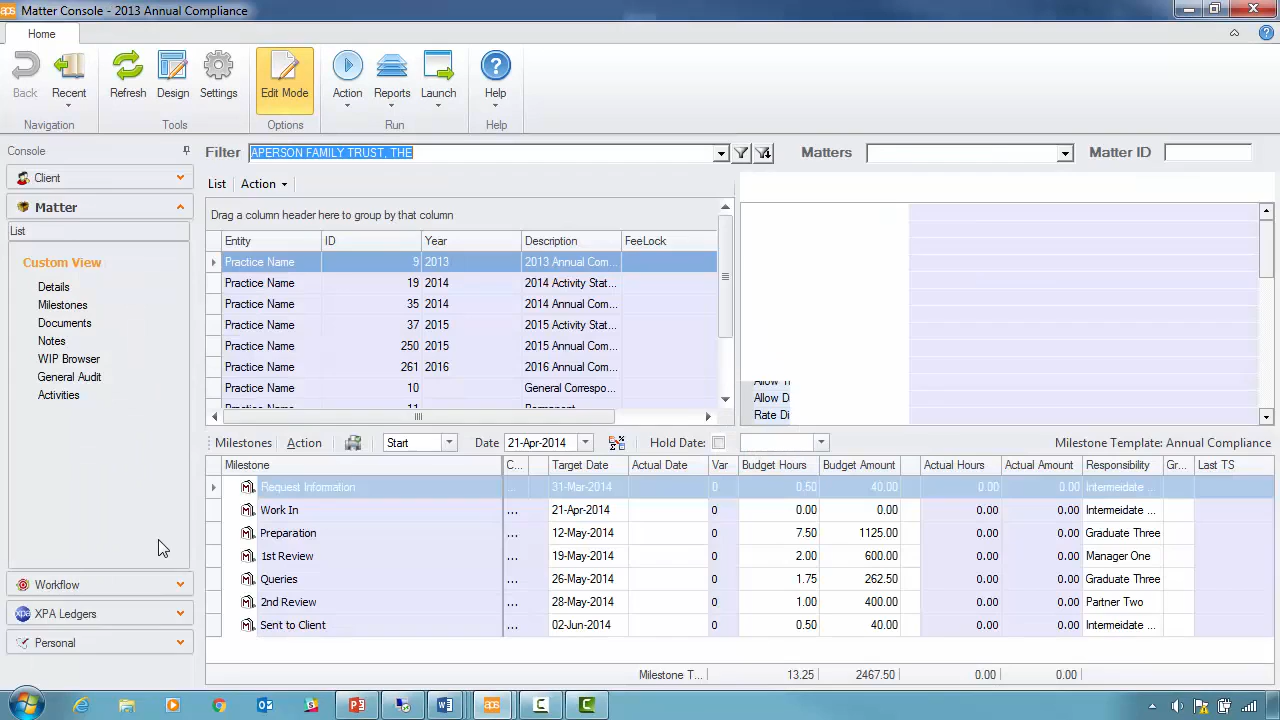 aps Matter Console - 2013 Annual Compliance
Home
Back Recent Refresh Design Settings Edit Mode Action Reports Launch Help
Navigation Tools Options Run Help
Console
Client
Matter
List
Custom View
Details
Milestones
Documents
Notes
WIP Browser
General Audit
Activities
Workflow
XPA Ledgers
Personal
Filter APERSON FAMILY TRUST, THE Matters Matter ID
List Action
Drag a column header here to group by that column
Entity ID Year Description FeeLock
Practice Name 9 2013 2013 Annual Com...
Practice Name 19 2014 2014 Activity Stat...
Practice Name 35 2014 2014 Annual Com...
Practice Name 37 2015 2015 Activity Stat...
Practice Name 250 2015 2015 Annual Com...
Practice Name 261 2016 2016 Annual Com...
Practice Name 10 General Correspo...
Practice Name 11 Permanent
Allow D
Rate Di
Milestones Action Start Date 21-Apr-2014 Hold Date: Milestone Template: Annual Compliance
Milestone C... Target Date Actual Date Var Budget Hours Budget Amount Actual Hours Actual Amount Responsibility Gr... Last TS
Request Information ... 31-Mar-2014 0 0.50 40.00 0.00 0.00 Intermeidate ...
Work In ... 21-Apr-2014 0 0.00 0.00 0.00 0.00 Intermeidate ...
Preparation ... 12-May-2014 0 7.50 1125.00 0.00 0.00 Graduate Three
1st Review ... 19-May-2014 0 2.00 600.00 0.00 0.00 Manager One
Queries ... 26-May-2014 0 1.75 262.50 0.00 0.00 Graduate Three
2nd Review ... 28-May-2014 0 1.00 400.00 0.00 0.00 Partner Two
Sent to Client ... 02-Jun-2014 0 0.50 40.00 0.00 0.00 Intermeidate ...
Milestone T... 13.25 2467.50 0.00 0.00